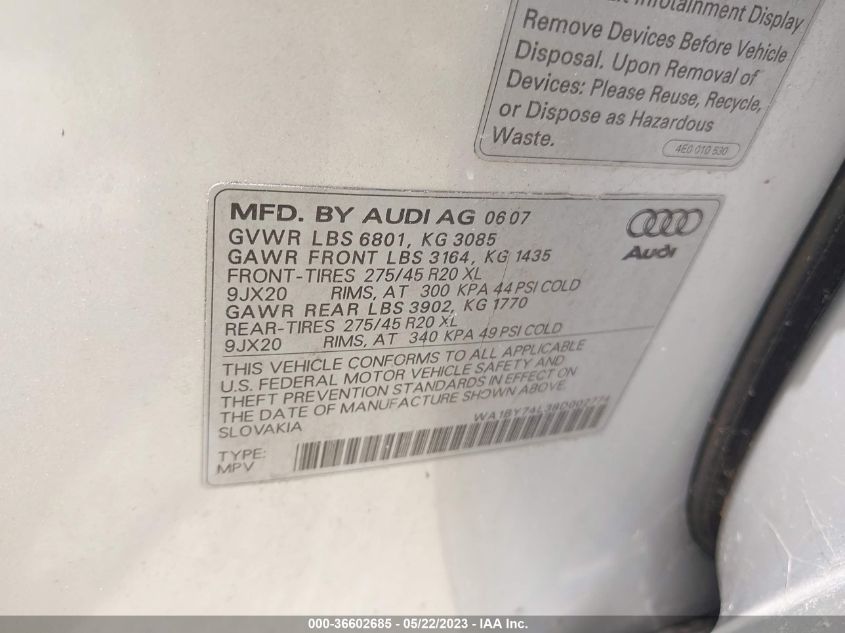 Infotainment Display
Remove Devices Before Vehicle
Disposal. Upon Removal of
Devices: Please Reuse, Recycle,
or Dispose as Hazardous
Waste.
4E0 010 530
MFD. BY AUDI AG 06 07
GVWR LBS 6801, KG 3085
GAWR FRONT LBS 3164, KG 1435
FRONT-TIRES 275/45 R20 XL
9JX20 RIMS, AT 300 KPA 44 PSI COLD
GAWR REAR LBS 3902, KG 1770
REAR-TIRES 275/45 R20 XL
9JX20 RIMS, AT 340 KPA 49 PSI COLD
Audi
THIS VEHICLE CONFORMS TO ALL APPLICABLE
U.S. FEDERAL MOTOR VEHICLE SAFETY AND
THEFT PREVENTION STANDARDS IN EFFECT ON
THE DATE OF MANUFACTURE SHOWN ABOVE.
SLOVAKIA
TYPE:
MPV
000-36602685 - 05/22/2023 - IAA Inc.